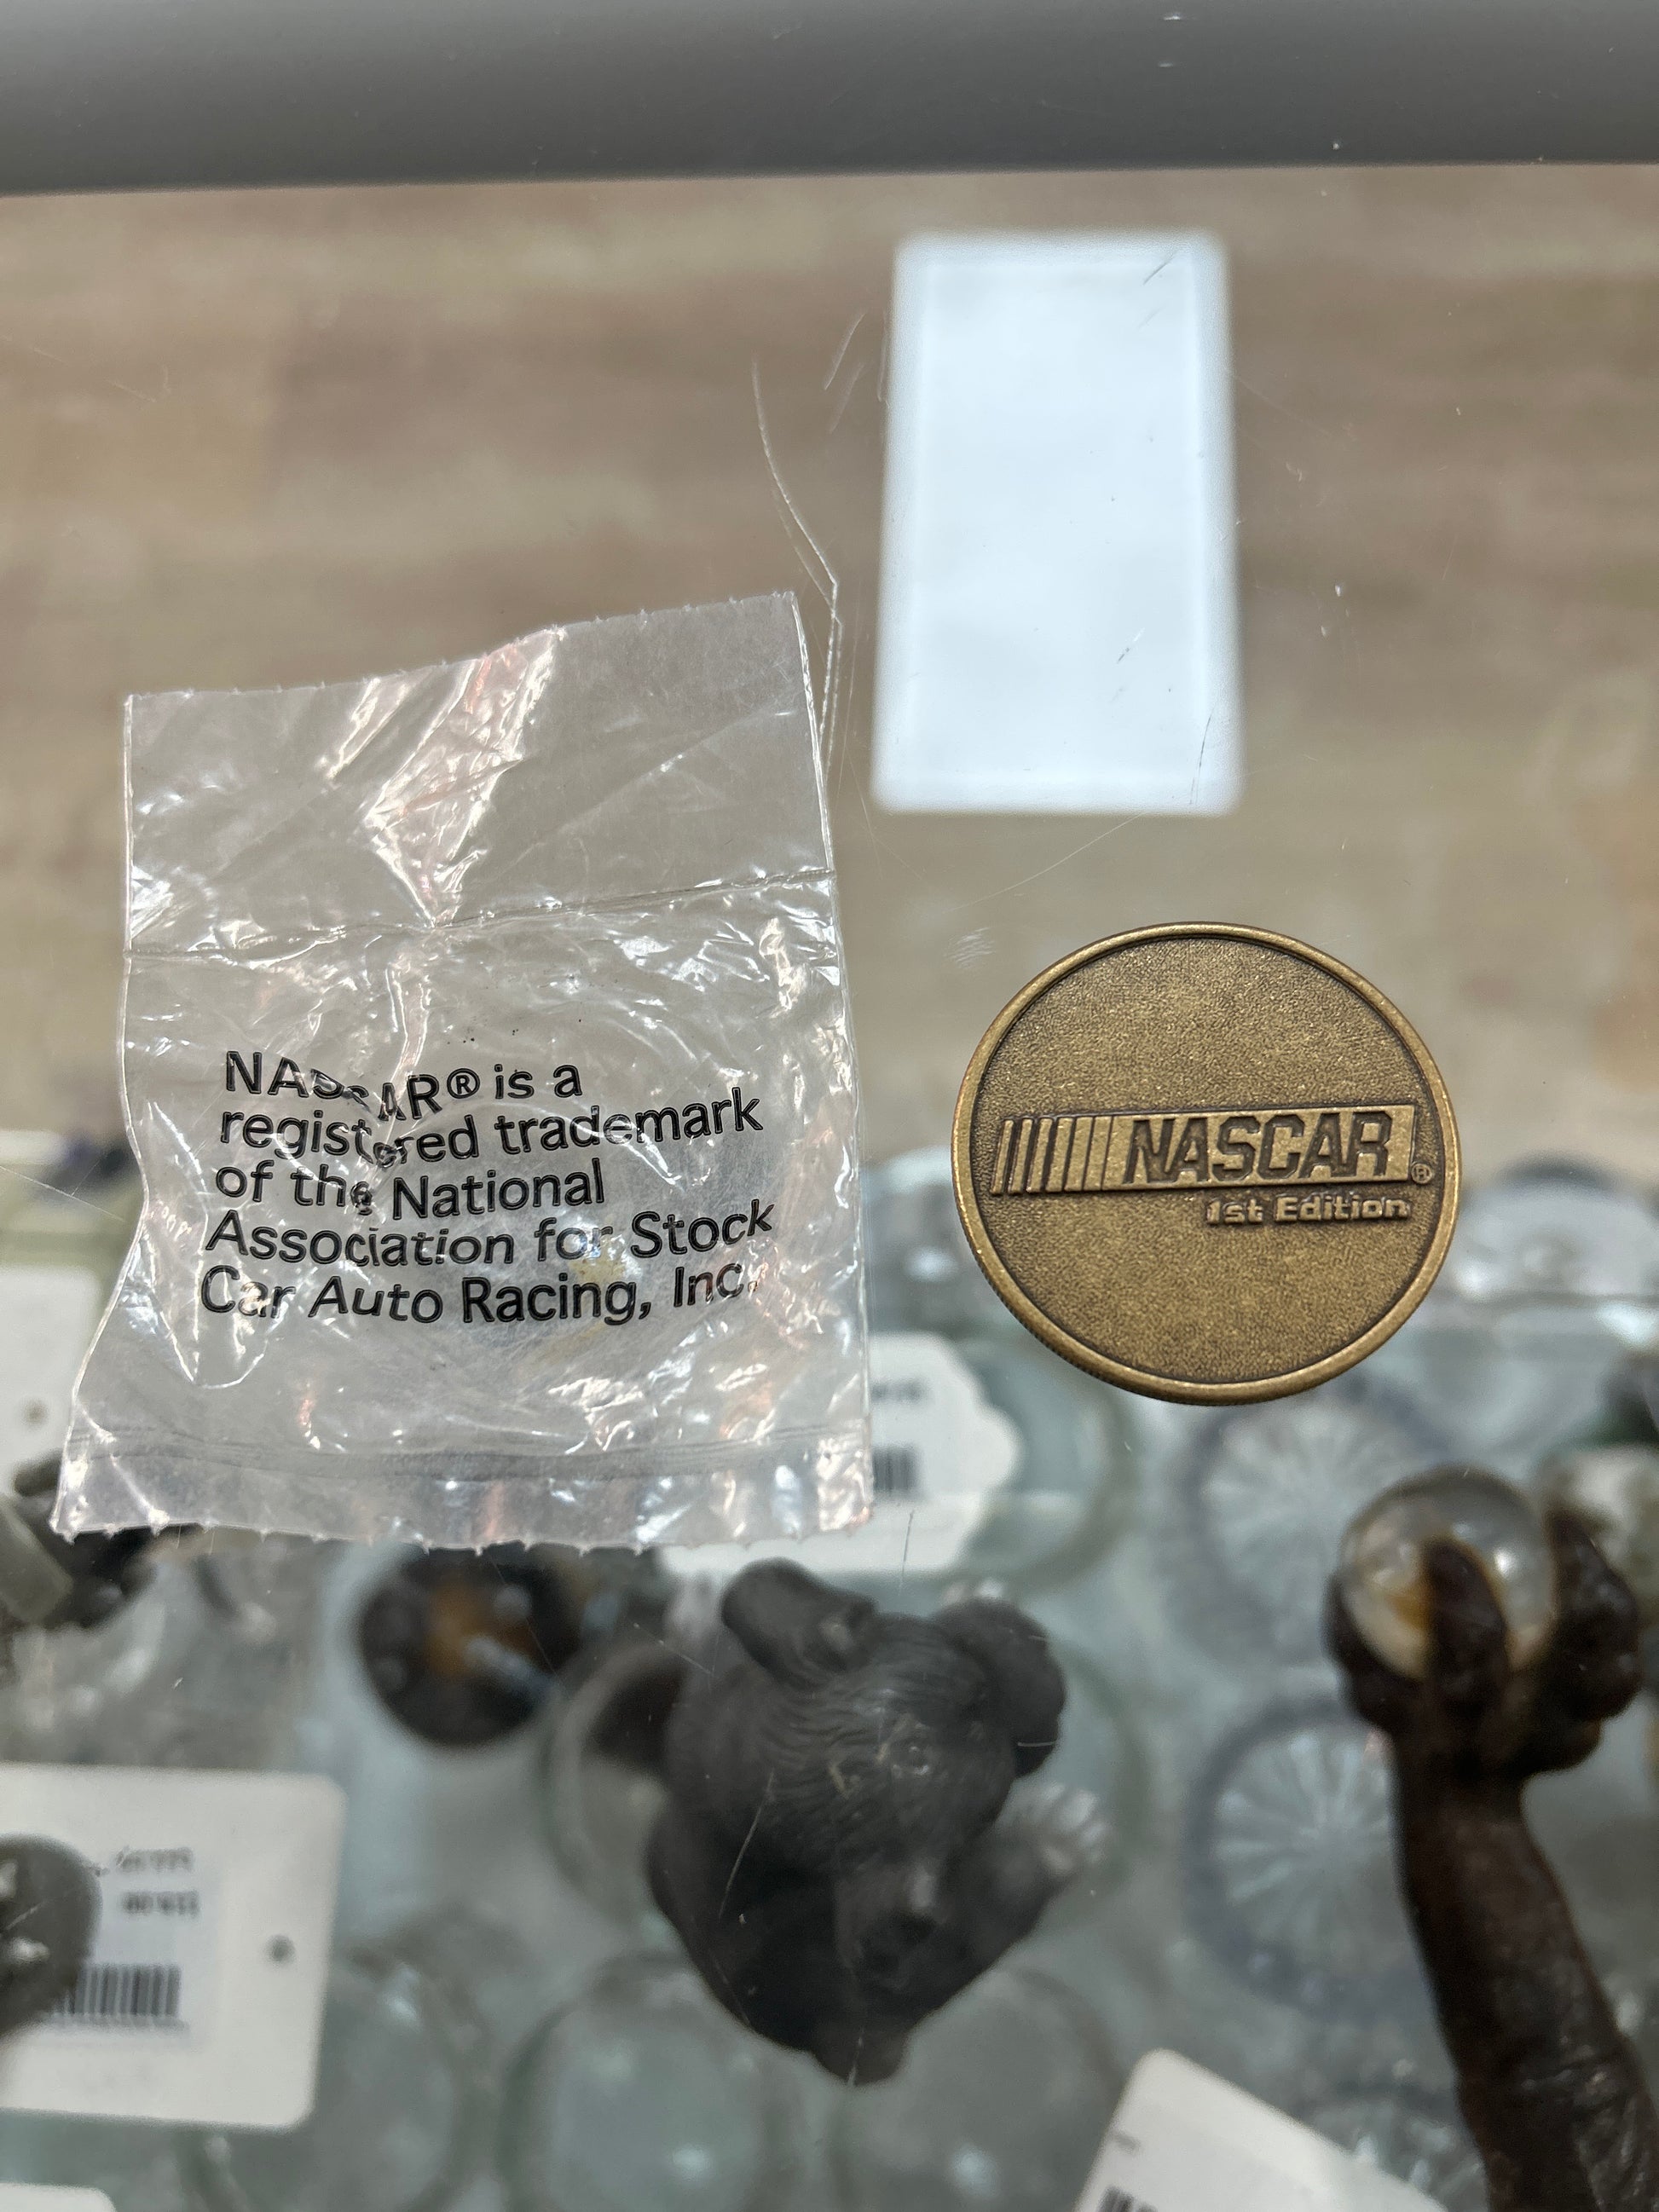 NASCAR® is a
registered trademark
of the National
Association for Stock
Car Auto Racing, Inc.
NASCAR®
1st Edition